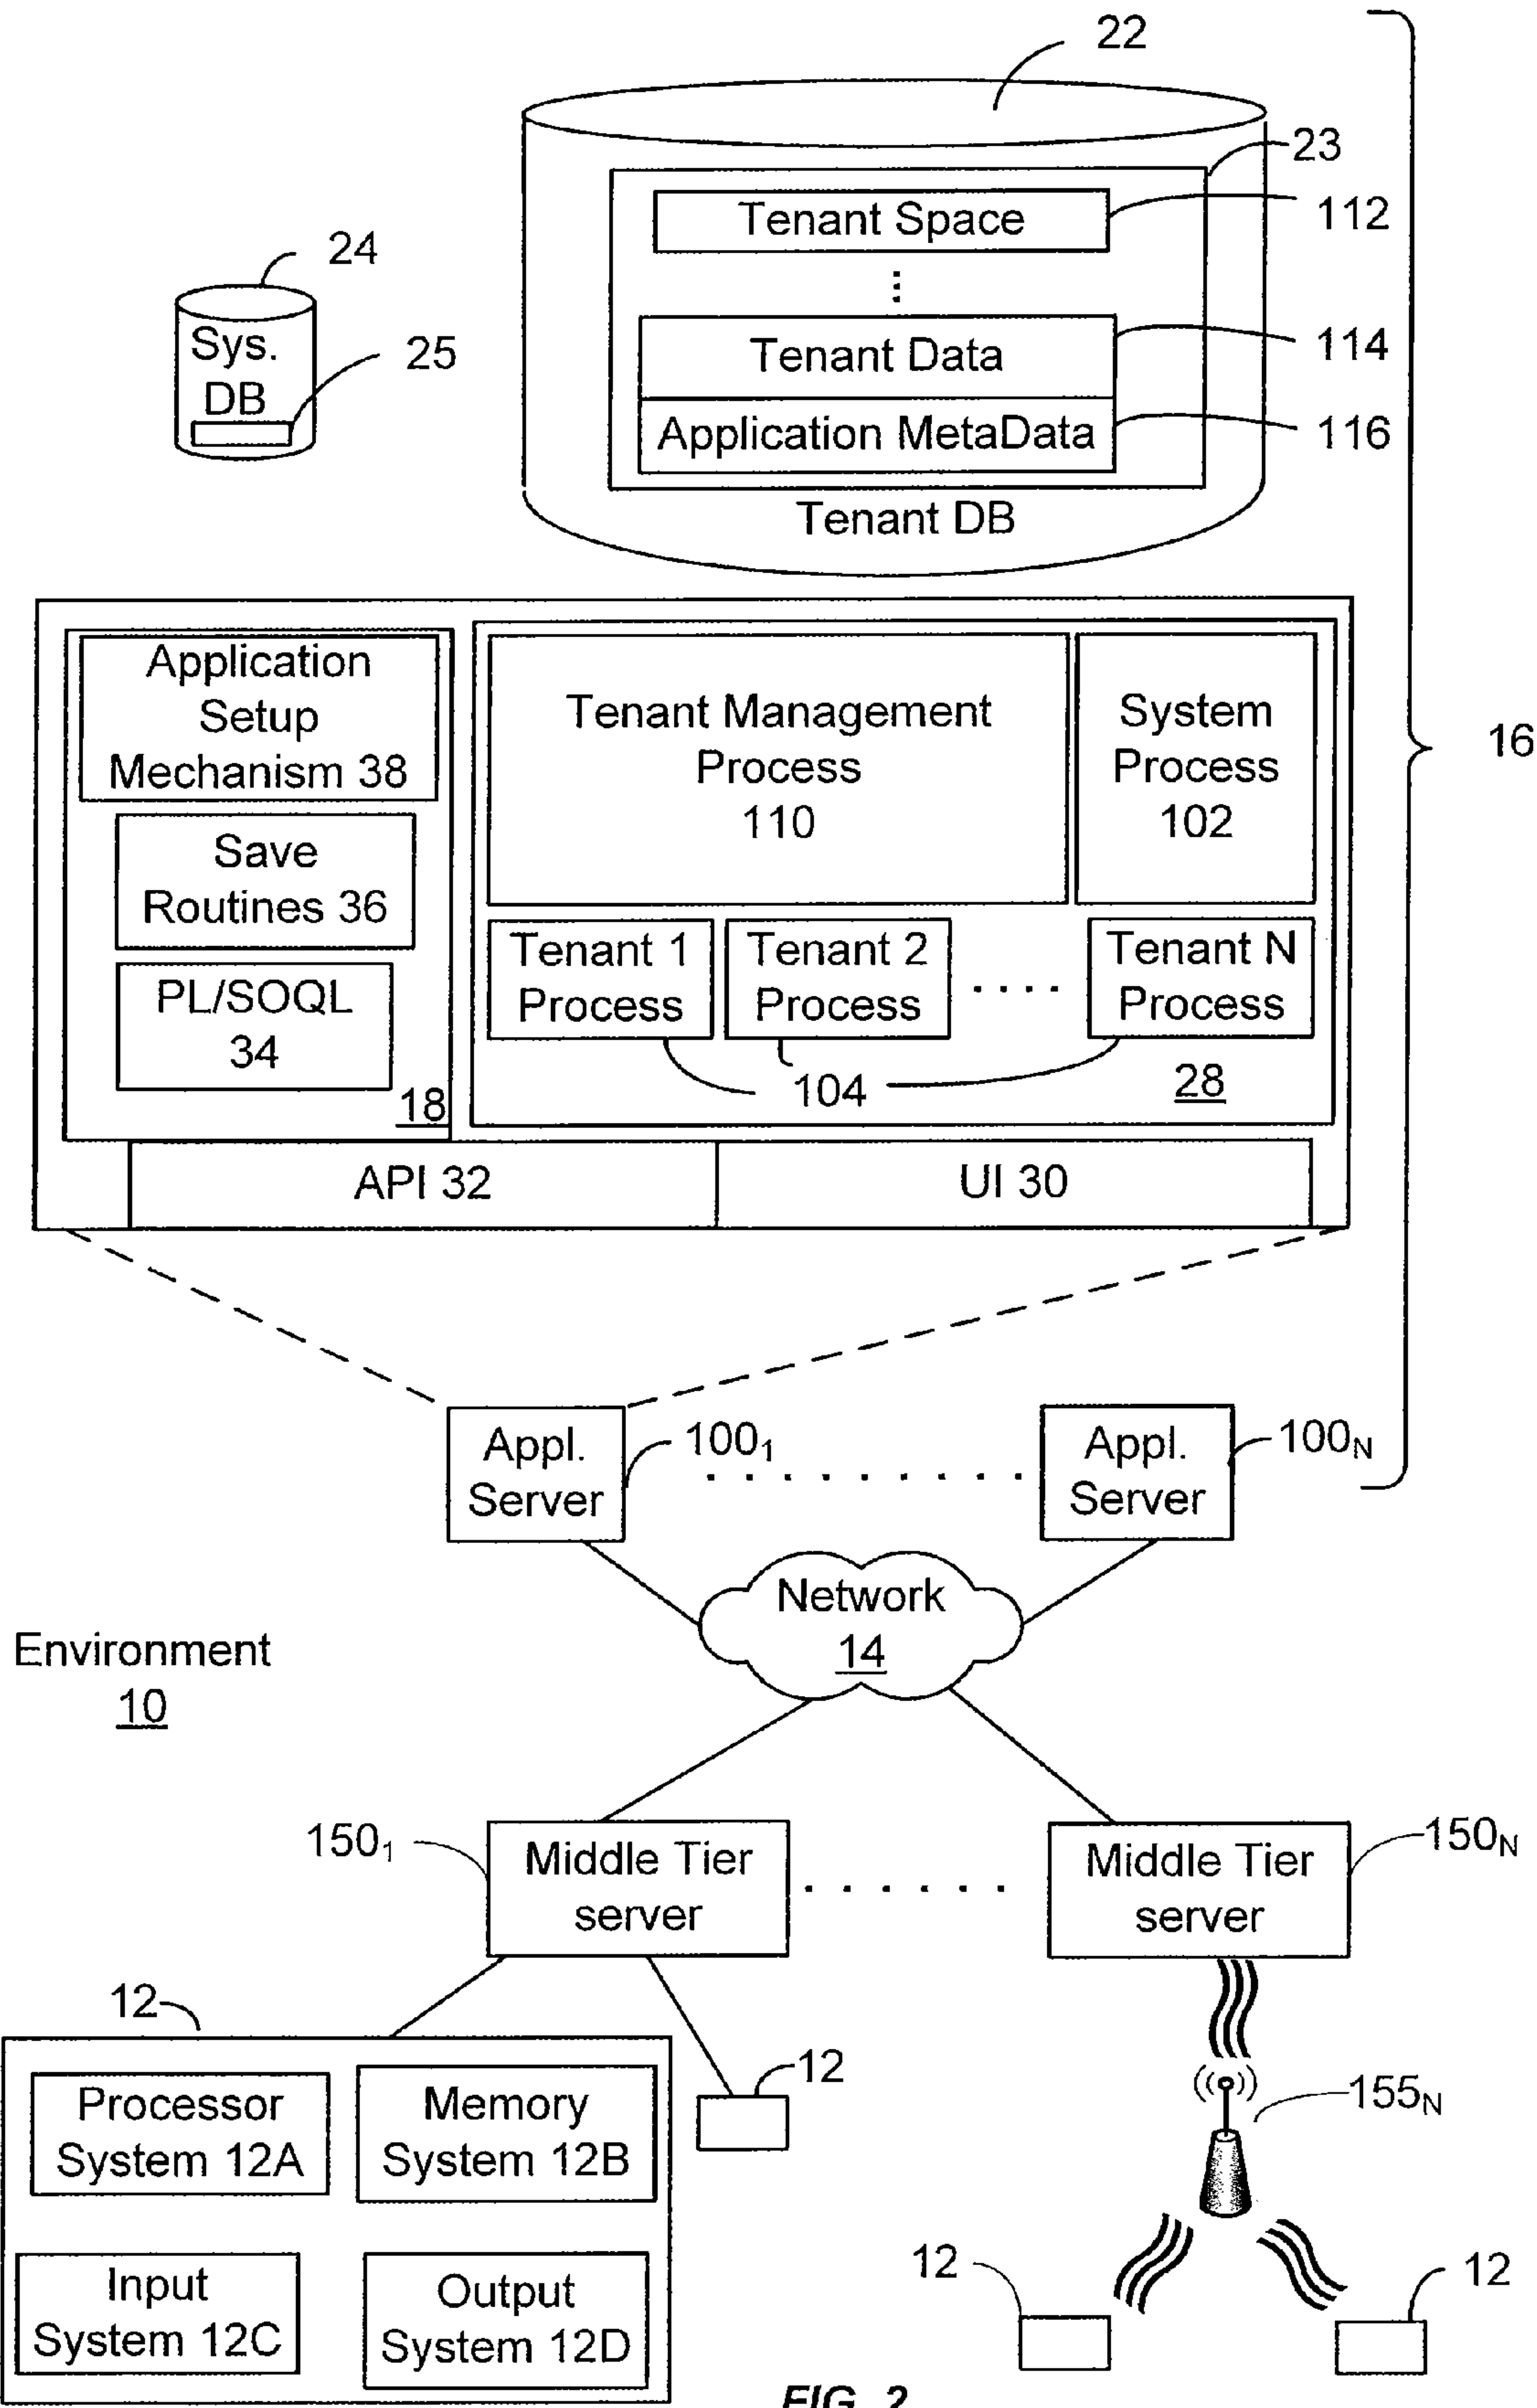 22
23
Tenant Space
112
24
Sys.
DB
25
Tenant Data
114
Application MetaData
116
Tenant DB
16
Application
Setup
Mechanism 38
Tenant Management
Process
110
System
Process
102
Save
Routines 36
Tenant 1
Process
Tenant 2
Process
Tenant N
Process
PL/SOQL
34
18
104
28
API 32
UI 30
Appl.
Server
100₁
Appl.
Server
100N
Network
14
Environment
10
150₁
Middle Tier
server
Middle Tier
server
150N
12
Processor
System 12A
Memory
System 12B
12
155N
Input
System 12C
Output
System 12D
12
12
FIG. 2